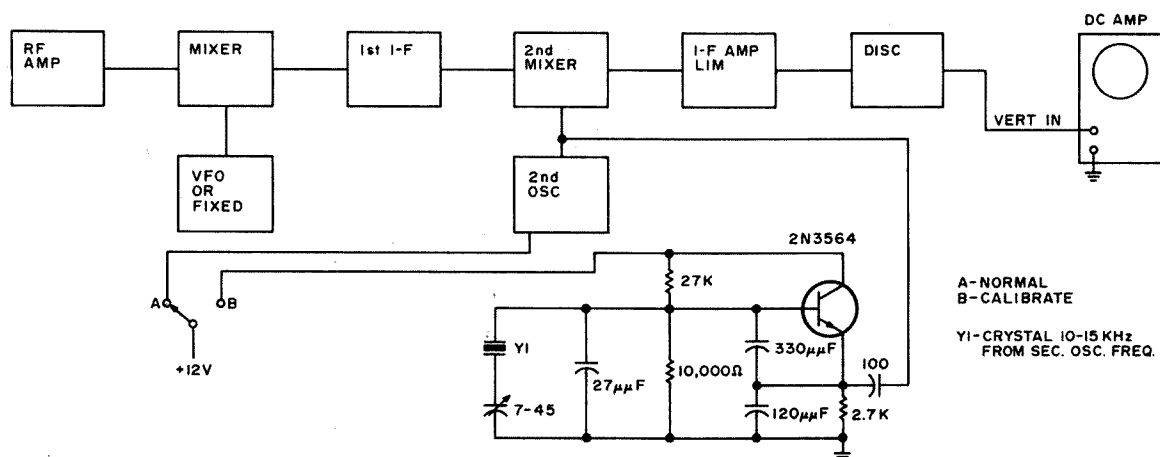 DC AMP
RF
AMP
MIXER
1st I-F
2nd
MIXER
I-F AMP
LIM
DISC
VERT IN
VFO
OR
FIXED
2nd
OSC
2N3564
27K
A
B
A-NORMAL
B-CALIBRATE
Y1
330μμF
Y1-CRYSTAL 10-15 KHz
FROM SEC. OSC. FREQ.
+12V
27μμF
10,000Ω
100
7-45
120μμF
2.7K